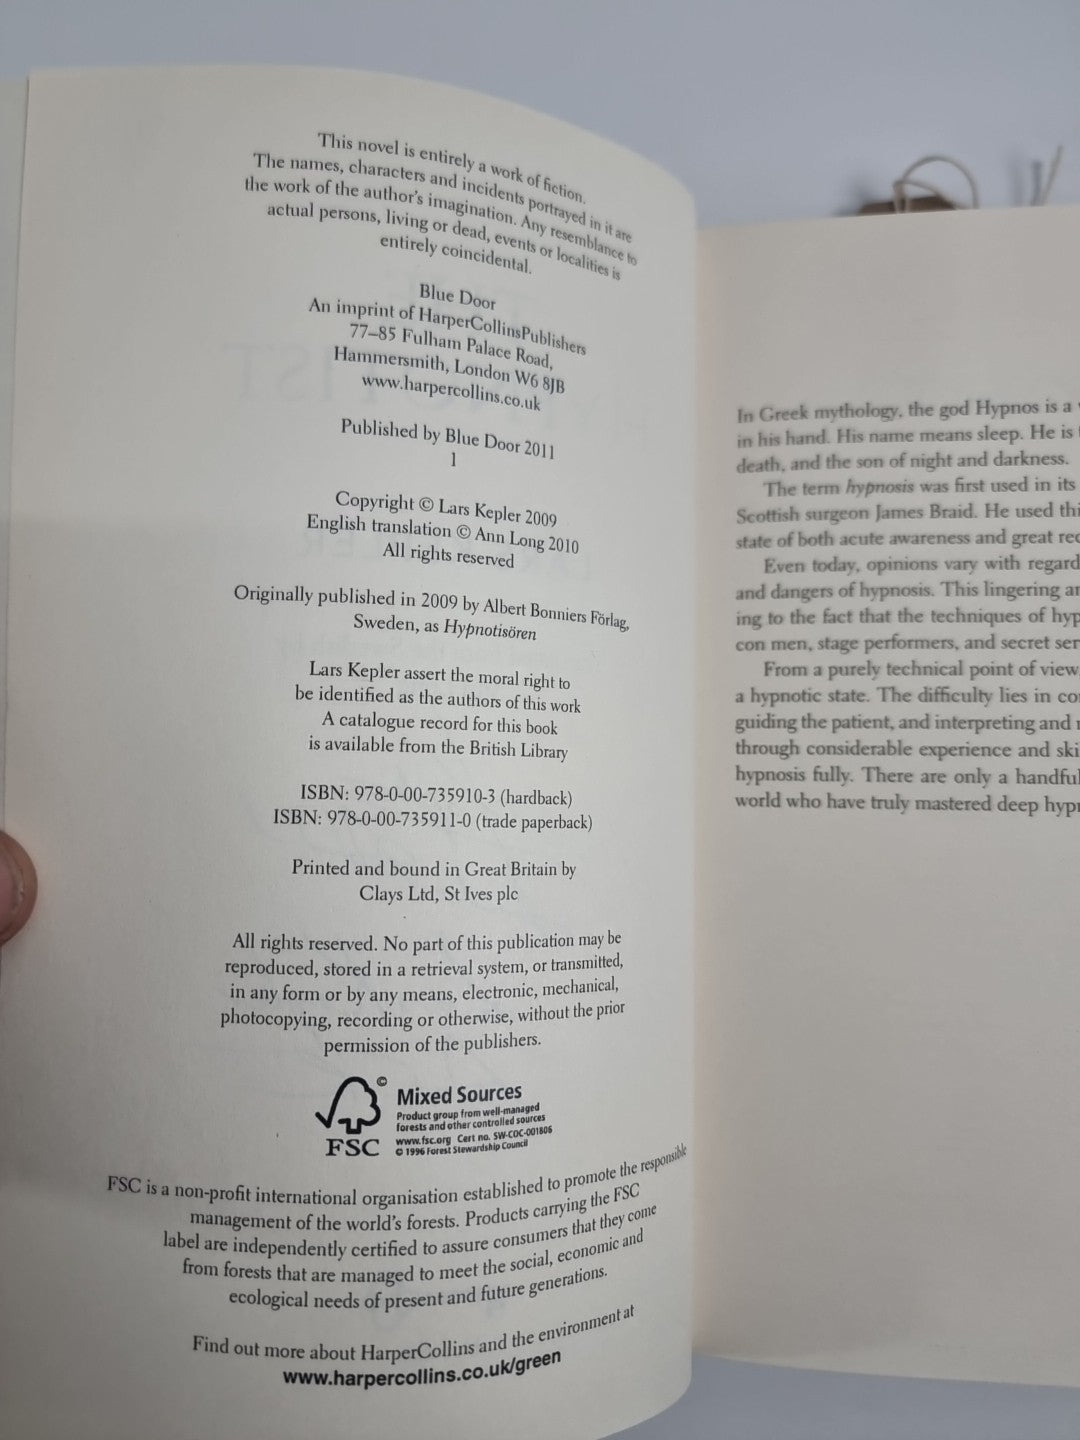 This novel is entirely a work of fiction.
The names, characters and incidents portrayed in it are
the work of the author's imagination. Any resemblance to
actual persons, living or dead, events or localities is
entirely coincidental.
Blue Door
An imprint of HarperCollinsPublishers
77–85 Fulham Palace Road,
Hammersmith, London W6 8JB
www.harpercollins.co.uk
Published by Blue Door 2011
1
Copyright © Lars Kepler 2009
English translation © Ann Long 2010
All rights reserved
Originally published in 2009 by Albert Bonniers Förlag,
Sweden, as Hypnotisören
Lars Kepler assert the moral right to
be identified as the authors of this work
A catalogue record for this book
is available from the British Library
ISBN: 978-0-00-735910-3 (hardback)
ISBN: 978-0-00-735911-0 (trade paperback)
Printed and bound in Great Britain by
Clays Ltd, St Ives plc
All rights reserved. No part of this publication may be
reproduced, stored in a retrieval system, or transmitted,
in any form or by any means, electronic, mechanical,
photocopying, recording or otherwise, without the prior
permission of the publishers.
FSC
©
Mixed Sources
Product group from well-managed
forests and other controlled sources
www.fsc.org Cert no. SW-COC-001806
© 1996 Forest Stewardship Council
FSC is a non-profit international organisation established to promote the responsible
management of the world's forests. Products carrying the FSC
label are independently certified to assure consumers that they come
from forests that are managed to meet the social, economic and
ecological needs of present and future generations.
Find out more about HarperCollins and the environment at
www.harpercollins.co.uk/green
In Greek mythology, the god Hypnos is a
in his hand. His name means sleep. He is
death, and the son of night and darkness.
The term hypnosis was first used in its
Scottish surgeon James Braid. He used
state of both acute awareness and great
Even today, opinions vary with
and dangers of hypnosis. This lingering
ing to the fact that the techniques of
con men, stage performers, and secret
From a purely technical point of view,
a hypnotic state. The difficulty lies in
guiding the patient, and interpreting and
through considerable experience and
hypnosis fully. There are only a
world who have truly mastered deep